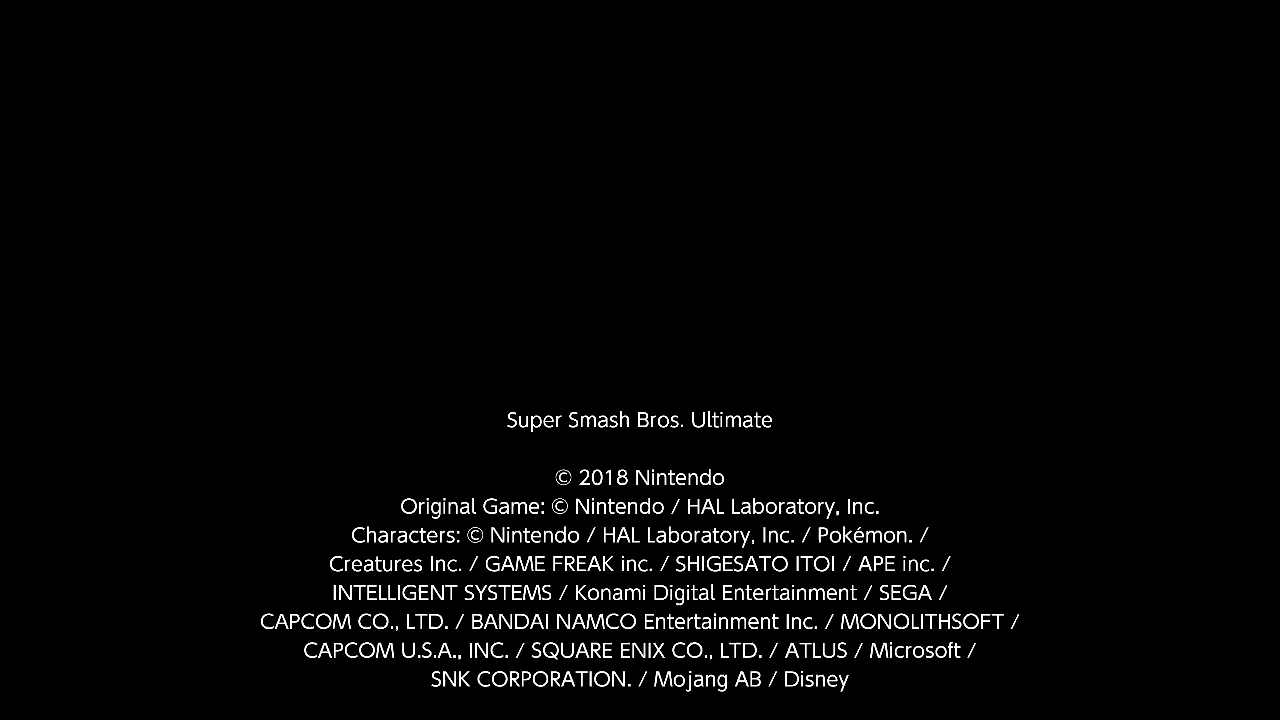 Super Smash Bros. Ultimate
© 2018 Nintendo
Original Game: © Nintendo / HAL Laboratory, Inc.
Characters: © Nintendo / HAL Laboratory, Inc. / Pokémon. /
Creatures Inc. / GAME FREAK inc. / SHIGESATO ITOI / APE inc. /
INTELLIGENT SYSTEMS / Konami Digital Entertainment / SEGA /
CAPCOM CO., LTD. / BANDAI NAMCO Entertainment Inc. / MONOLITHSOFT /
CAPCOM U.S.A., INC. / SQUARE ENIX CO., LTD. / ATLUS / Microsoft /
SNK CORPORATION. / Mojang AB / Disney